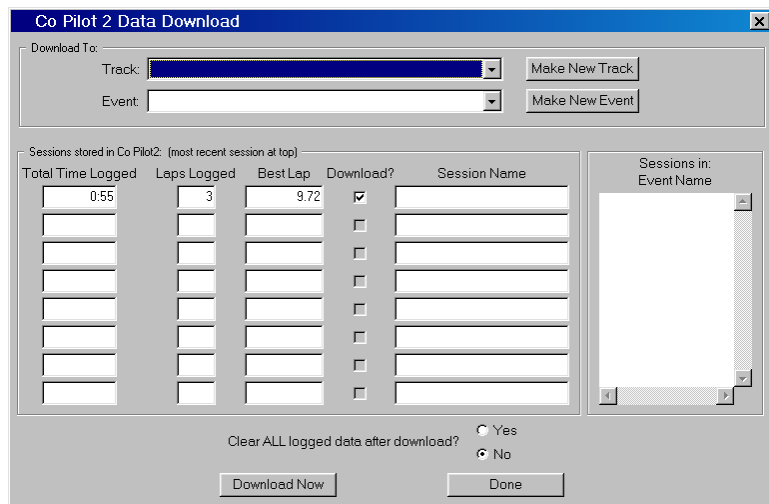 Co Pilot 2 Data Download
Download To:
Track:
Make New Track
Event:
Make New Event
Sessions stored in Co Pilot2: (most recent session at top)
Total Time Logged Laps Logged Best Lap Download? Session Name
0:55 3 9.72
Sessions in:
Event Name
Clear ALL logged data after download?
Yes
No
Download Now
Done